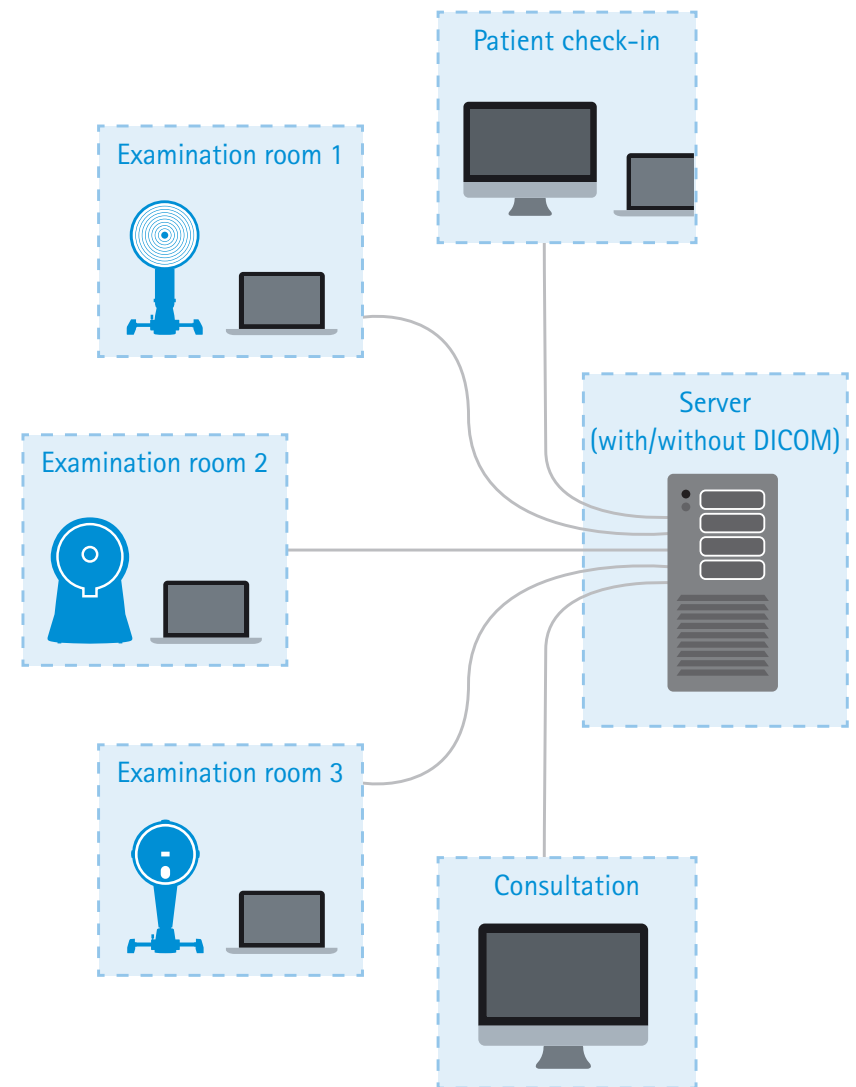 Patient check-in
Examination room 1
Server
(with/without DICOM)
Examination room 2
Examination room 3
Consultation